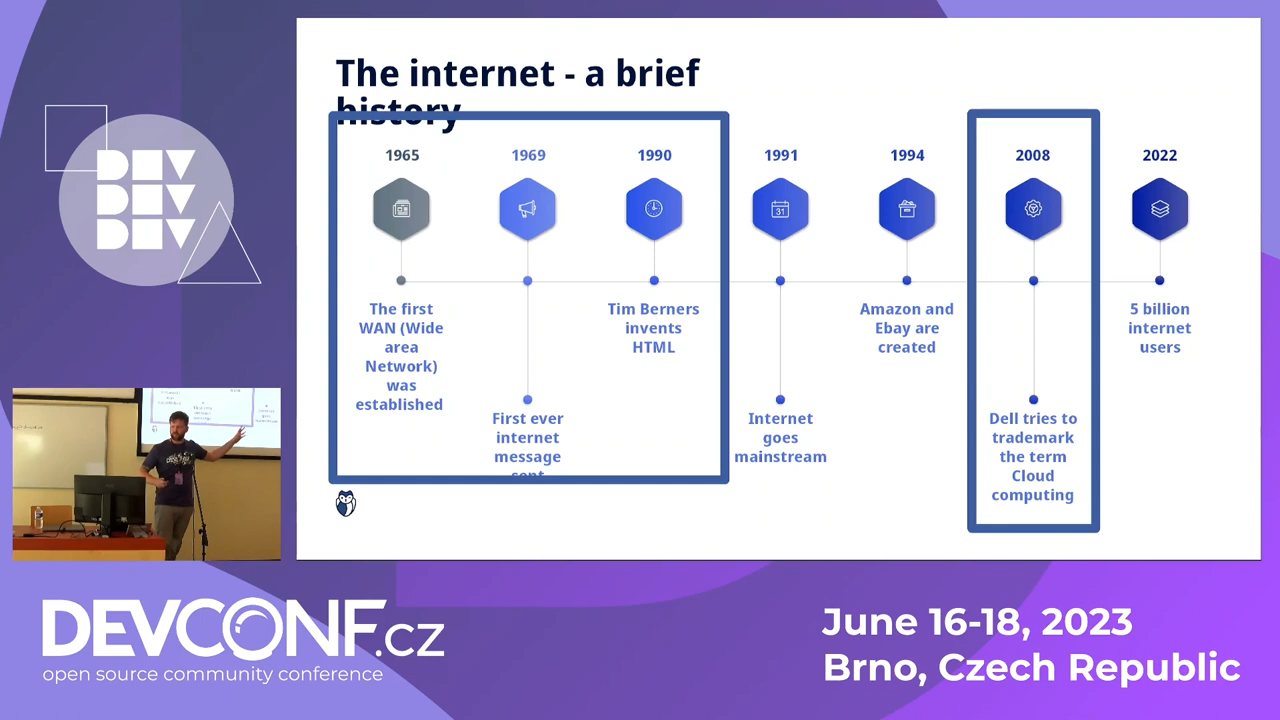 The internet - a brief
history
1965
1969
1990
1991
1994
2008
2022
31
The first
WAN (Wide
area
Network)
was
established
First ever
internet
message
sent
Tim Berners
invents
HTML
Internet
goes
mainstream
Amazon and
Ebay are
created
Dell tries to
trademark
the term
Cloud
computing
5 billion
internet
users
DEV
DEV
DEV
DEVCONF.cz
open source community conference
June 16-18, 2023
Brno, Czech Republic